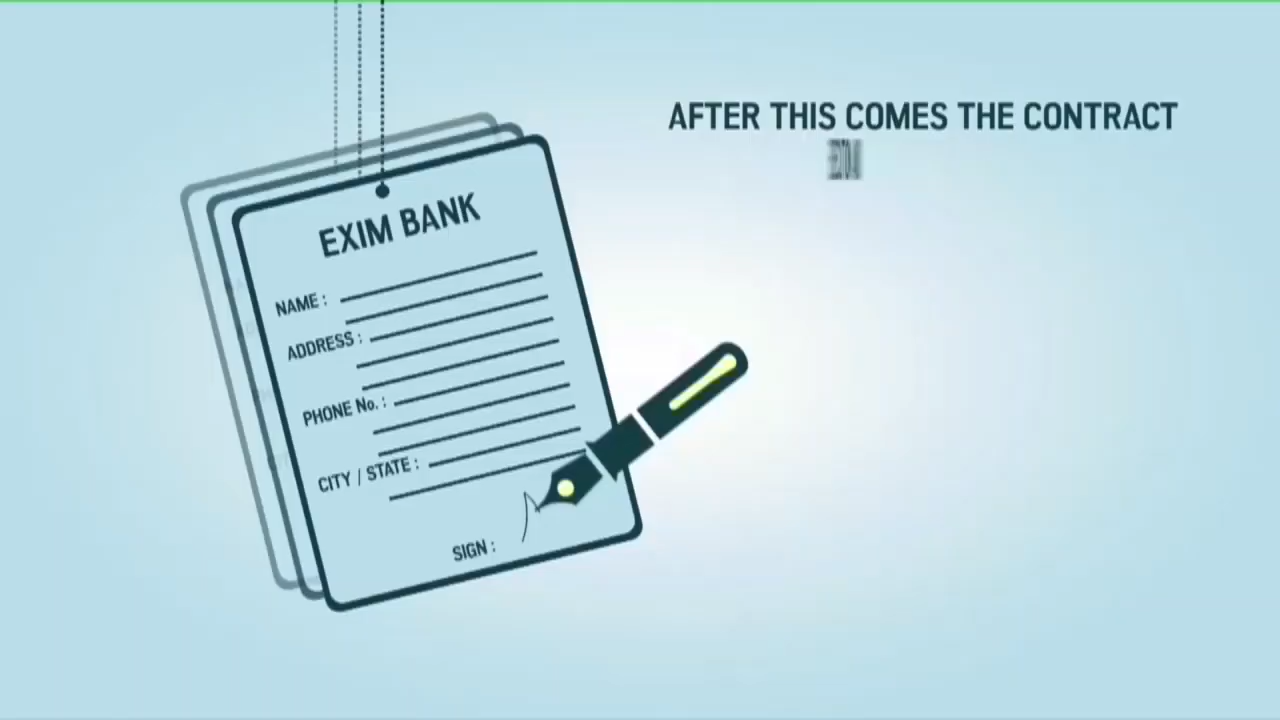 AFTER THIS COMES THE CONTRACT
EXIM BANK
NAME :
ADDRESS :
PHONE No. :
CITY / STATE :
SIGN :